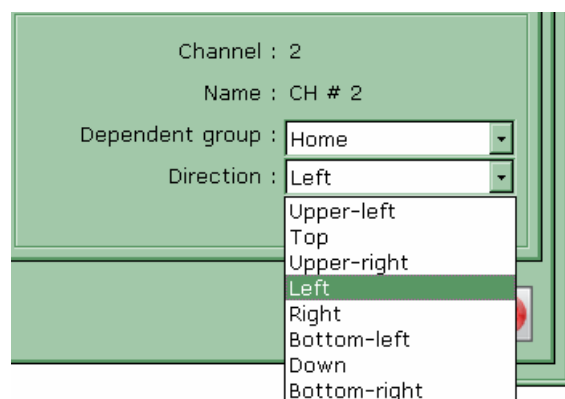 Channel : 2
Name : CH # 2
Dependent group : Home
Direction : Left
Upper-left
Top
Upper-right
Left
Right
Bottom-left
Down
Bottom-right